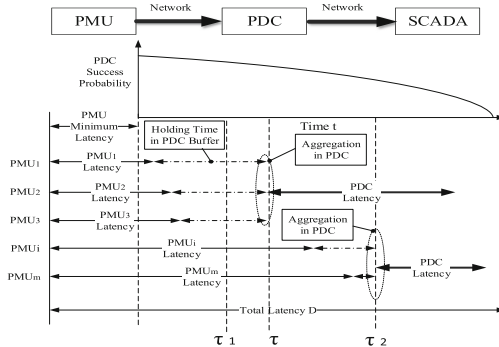 PMU
Network
PDC
Network
SCADA
PDC
Success
Probability
PMU
Minimum
Latency
Holding Time
in PDC Buffer
Time t
Aggregation
in PDC
PMU1
PMU1
Latency
PMU2
PMU2
Latency
PDC
Latency
PMU3
PMU3
Latency
Aggregation
in PDC
PMUi
PMUi
Latency
PDC
Latency
PMUm
PMUm
Latency
Total Latency D
τ 1
τ
τ 2